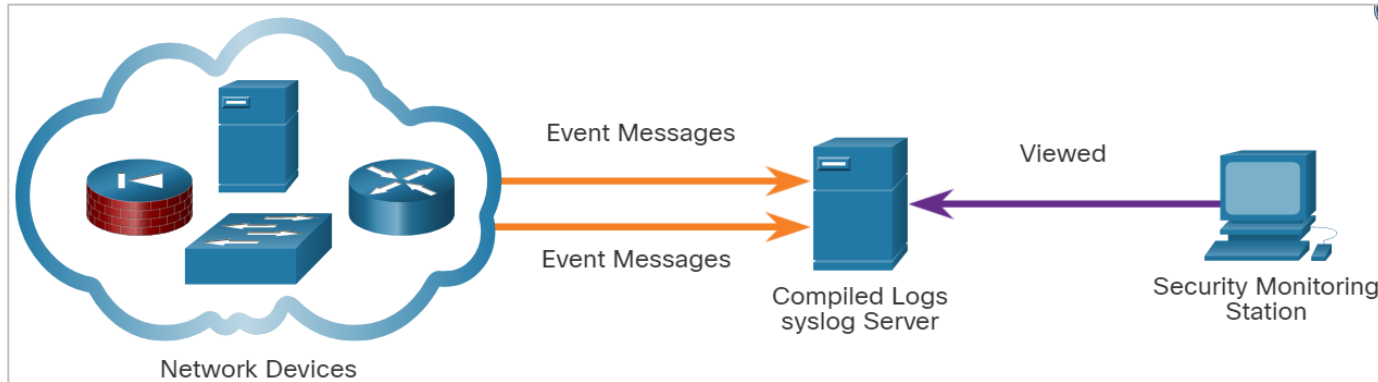 Event Messages
Event Messages
Viewed
Compiled Logs
syslog Server
Security Monitoring
Station
Network Devices